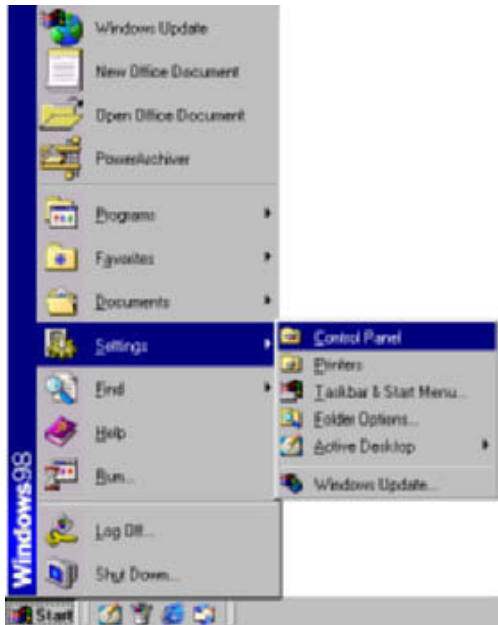 Windows Update
New Office Document
Open Office Document
PowerArchiver
Programs
Favorites
Documents
Settings
Control Panel
Printers
Taskbar & Start Menu...
Folder Options...
Active Desktop
Windows Update...
Find
Help
Run...
Log Off...
Shut Down...
Windows98
Start